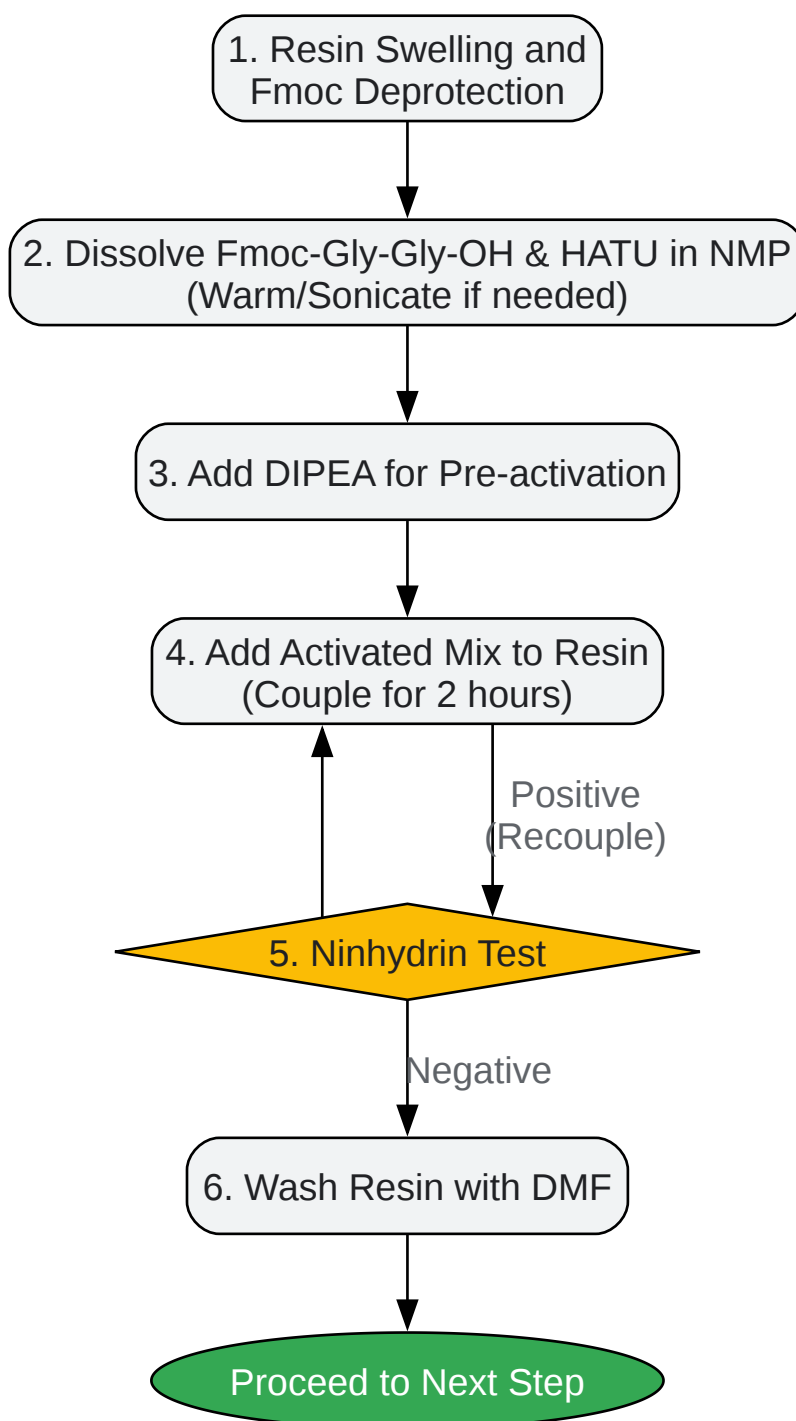 1. Resin Swelling and
Fmoc Deprotection
2. Dissolve Fmoc-Gly-Gly-OH & HATU in NMP
(Warm/Sonicate if needed)
3. Add DIPEA for Pre-activation
4. Add Activated Mix to Resin
(Couple for 2 hours)
Positive
(Recouple)
5. Ninhydrin Test
Negative
6. Wash Resin with DMF
Proceed to Next Step